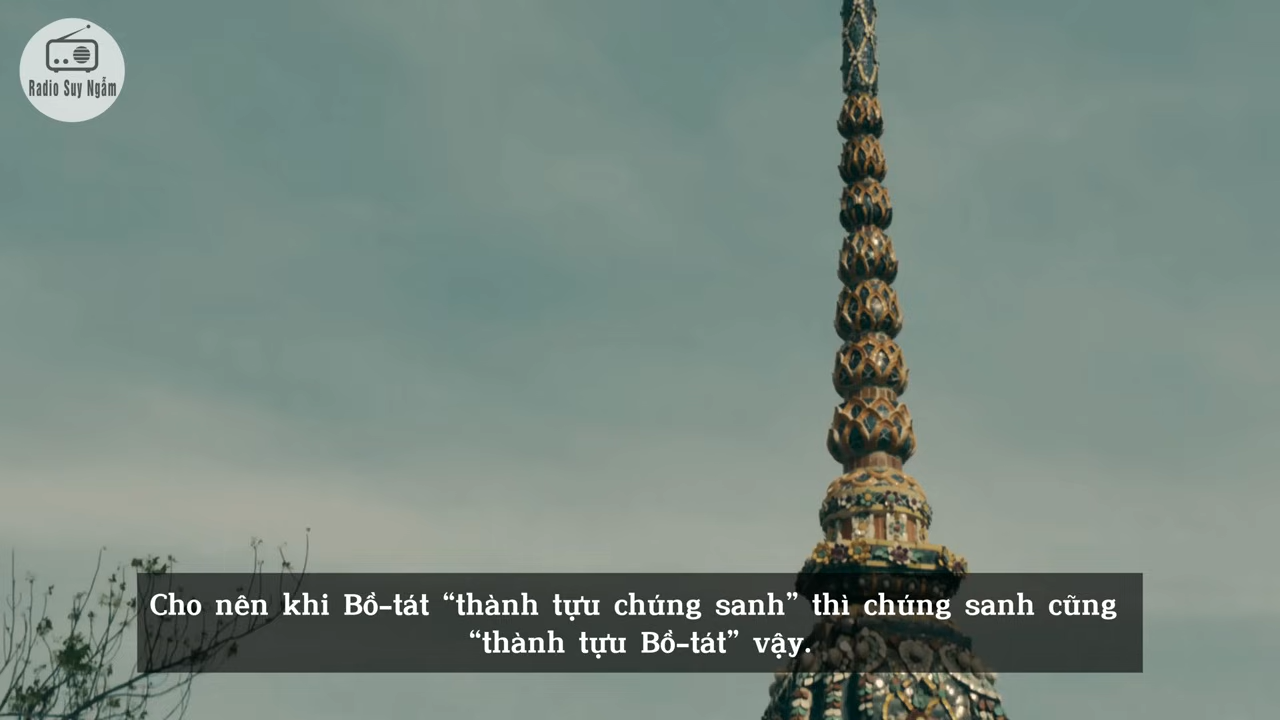 Radio Suy Ngẫm
Cho nên khi Bồ-tát “thành tựu chúng sanh” thì chúng sanh cũng
“thành tựu Bồ-tát” vậy.